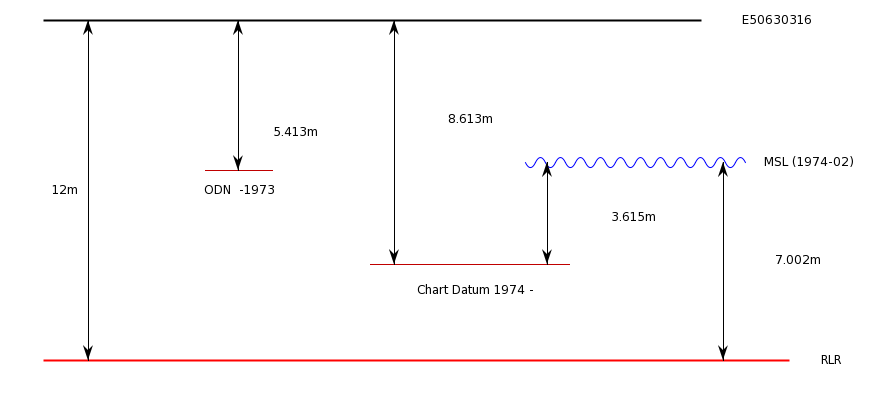 E50630316
8.613m
5.413m
MSL (1974-02)
12m
ODN -1973
3.615m
7.002m
Chart Datum 1974 -
RLR